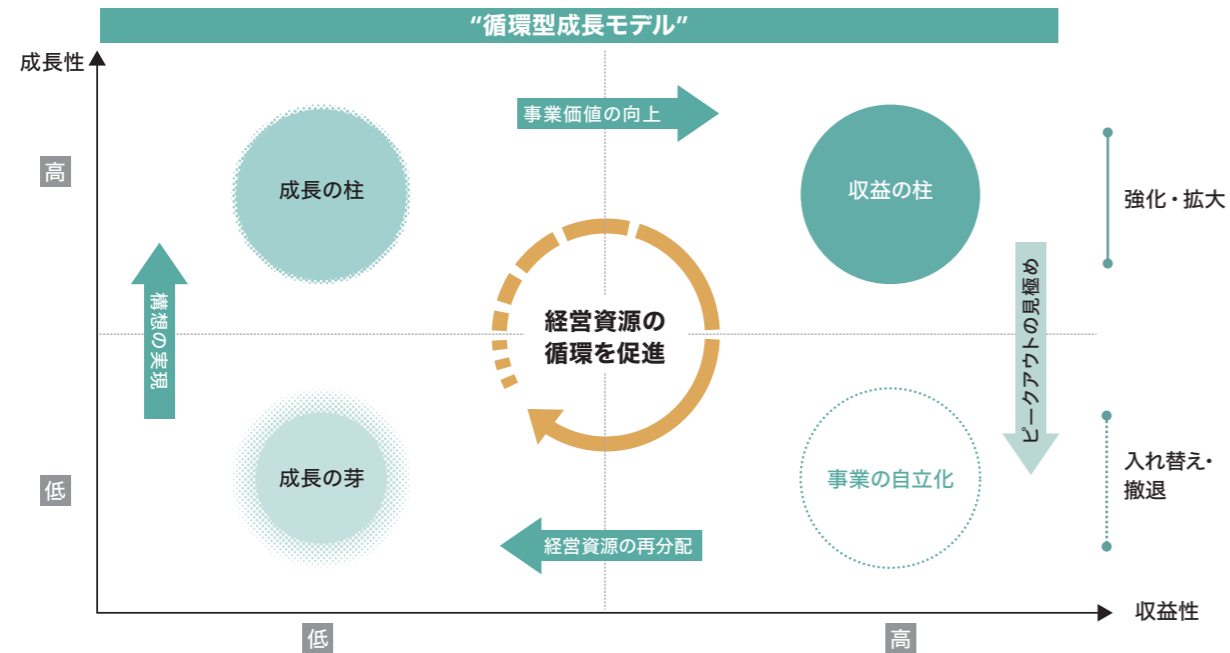 “循環型成長モデル”
成長性
事業価値の向上
高
成長の柱
収益の柱
強化・拡大
構想の実現
経営資源の
循環を促進
ピークアウトの見極め
低
成長の芽
事業の自立化
入れ替え・
撤退
経営資源の再分配
収益性
低
高